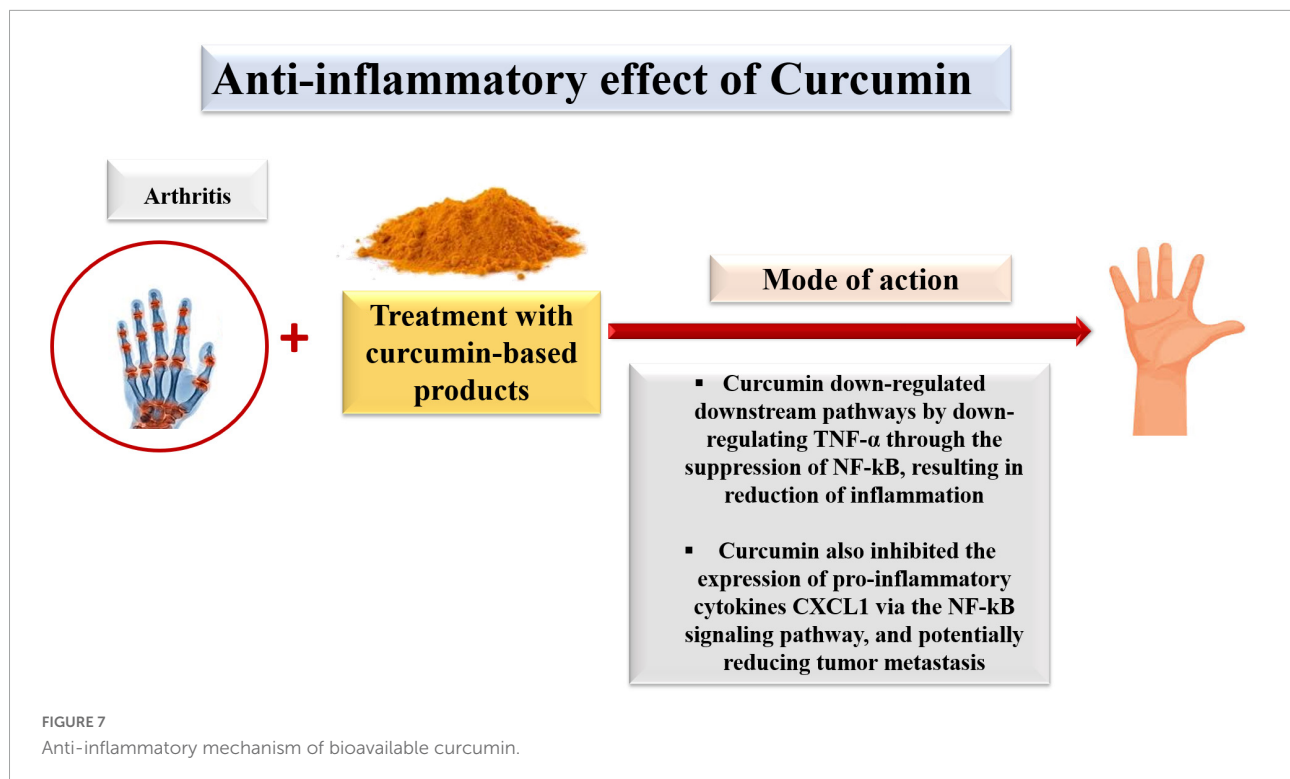 Anti-inflammatory effect of Curcumin
Arthritis
+
Treatment with
curcumin-based
products
Mode of action
▪ Curcumin down-regulated
downstream pathways by down-
regulating TNF-α through the
suppression of NF-kB, resulting in
reduction of inflammation
▪ Curcumin also inhibited the
expression of pro-inflammatory
cytokines CXCL1 via the NF-kB
signaling pathway, and potentially
reducing tumor metastasis
FIGURE 7
Anti-inflammatory mechanism of bioavailable curcumin.